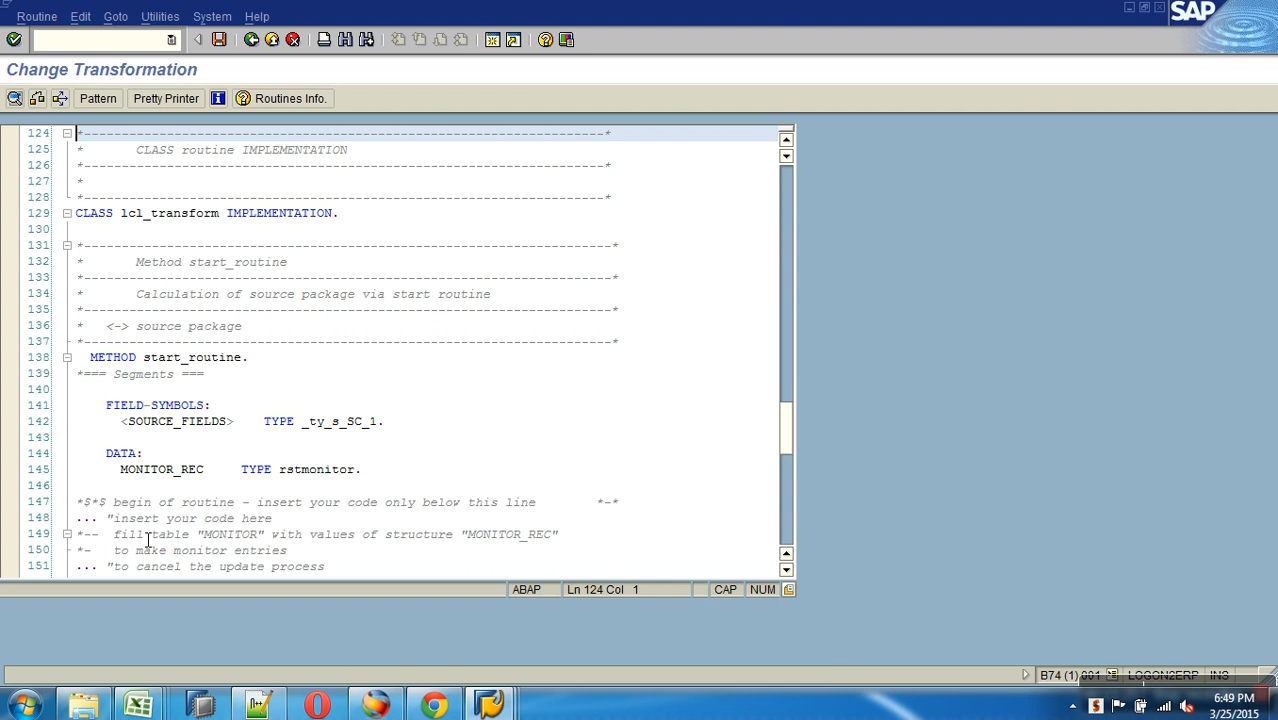 Routine Edit Goto Utilities System Help
SAP
Change Transformation
Pattern Pretty Printer Routines Info.
124 *----------------------------------------------------------------------*
125 *       CLASS routine IMPLEMENTATION
126 *----------------------------------------------------------------------*
127 *
128 *----------------------------------------------------------------------*
129 CLASS lcl_transform IMPLEMENTATION.
130
131 *----------------------------------------------------------------------*
132 *       Method start_routine
133 *----------------------------------------------------------------------*
134 *       Calculation of source package via start routine
135 *----------------------------------------------------------------------*
136 *   <-> source package
137 *----------------------------------------------------------------------*
138   METHOD start_routine.
139 *=== Segments ===
140
141     FIELD-SYMBOLS:
142       <SOURCE_FIELDS>    TYPE _ty_s_SC_1.
143
144     DATA:
145       MONITOR_REC     TYPE rstmonitor.
146
147 *$*$ begin of routine - insert your code only below this line        *-*
148 ... "insert your code here
149 *--  fill table "MONITOR" with values of structure "MONITOR_REC"
150 *-   to make monitor entries
151 ... "to cancel the update process
ABAP Ln 124 Col 1 CAP NUM
B74 (1) 001 LOGON2ERP INS
6:49 PM
3/25/2015